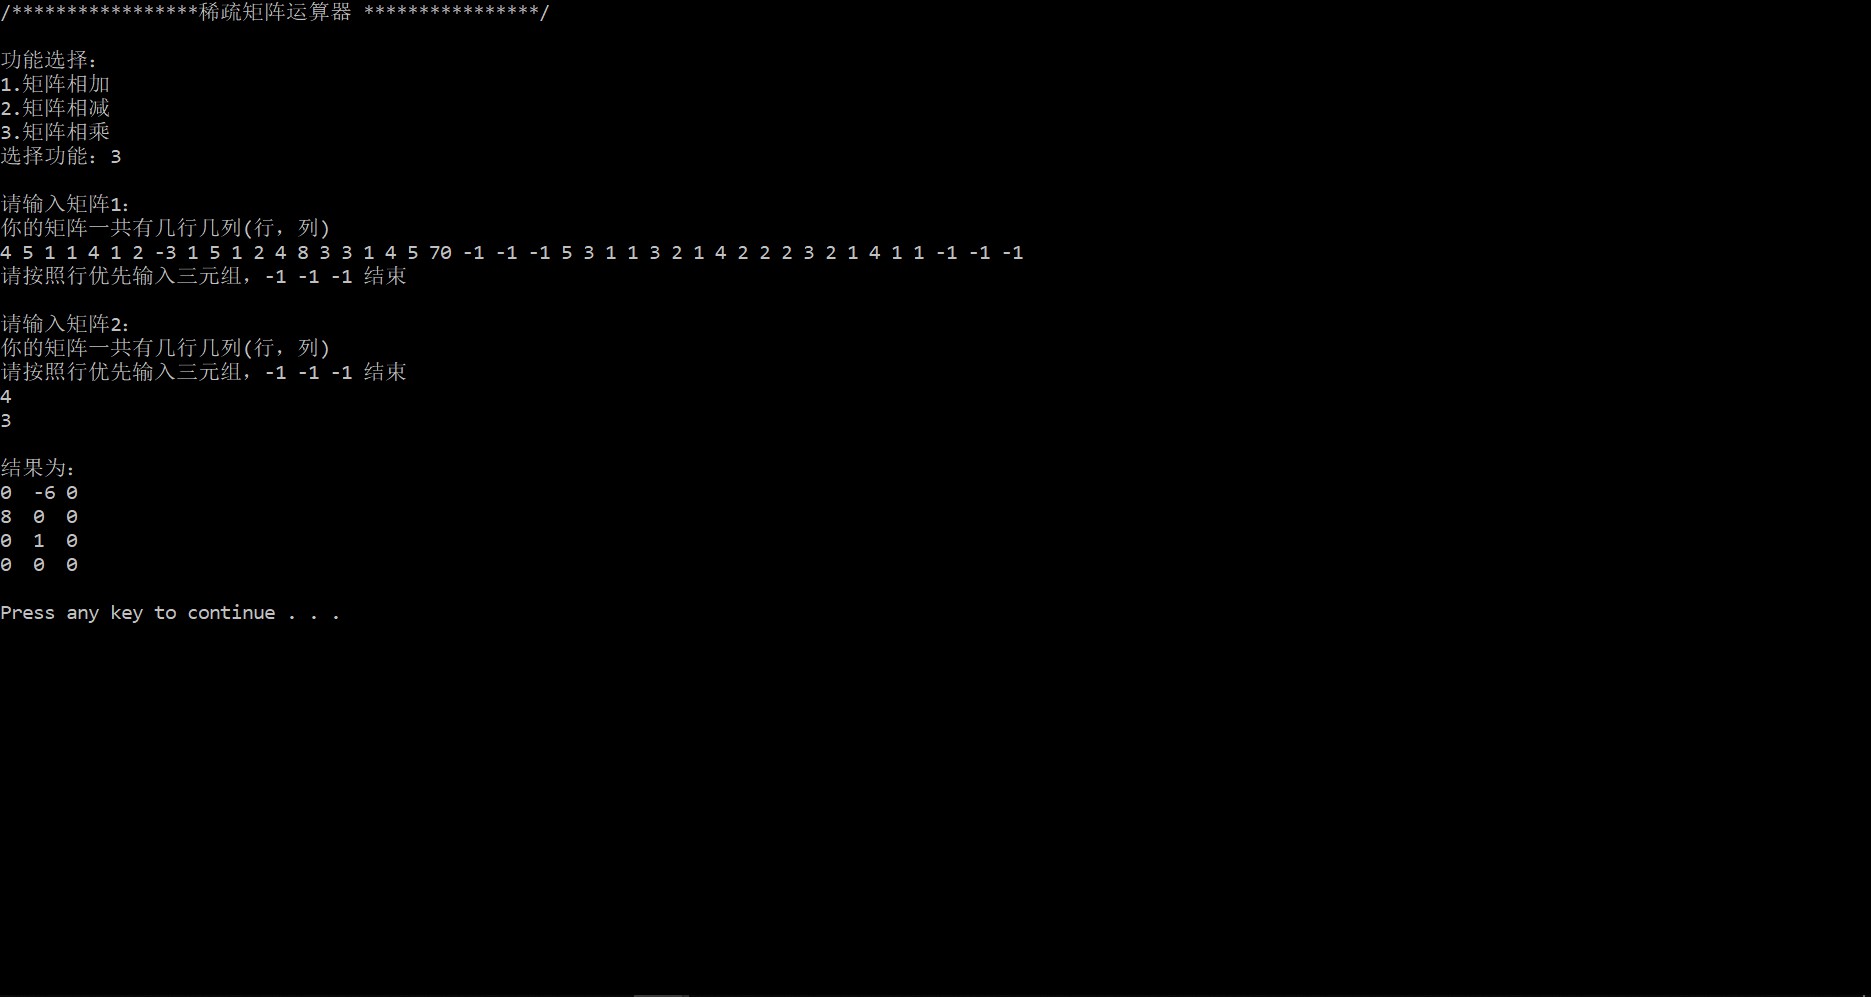 /*****************稀疏矩阵运算器 ****************/
功能选择：
1.矩阵相加
2.矩阵相减
3.矩阵相乘
选择功能：3
请输入矩阵1：
你的矩阵一共有几行几列(行，列)
4 5 1 1 4 1 2 -3 1 5 1 2 4 8 3 3 1 4 5 70 -1 -1 -1 5 3 1 1 3 2 1 4 2 2 2 3 2 1 4 1 1 -1 -1 -1
请按照行优先输入三元组，-1 -1 -1 结束
请输入矩阵2：
你的矩阵一共有几行几列(行，列)
请按照行优先输入三元组，-1 -1 -1 结束
4
3
结果为：
0  -6 0
8  0  0
0  1  0
0  0  0
Press any key to continue . . .